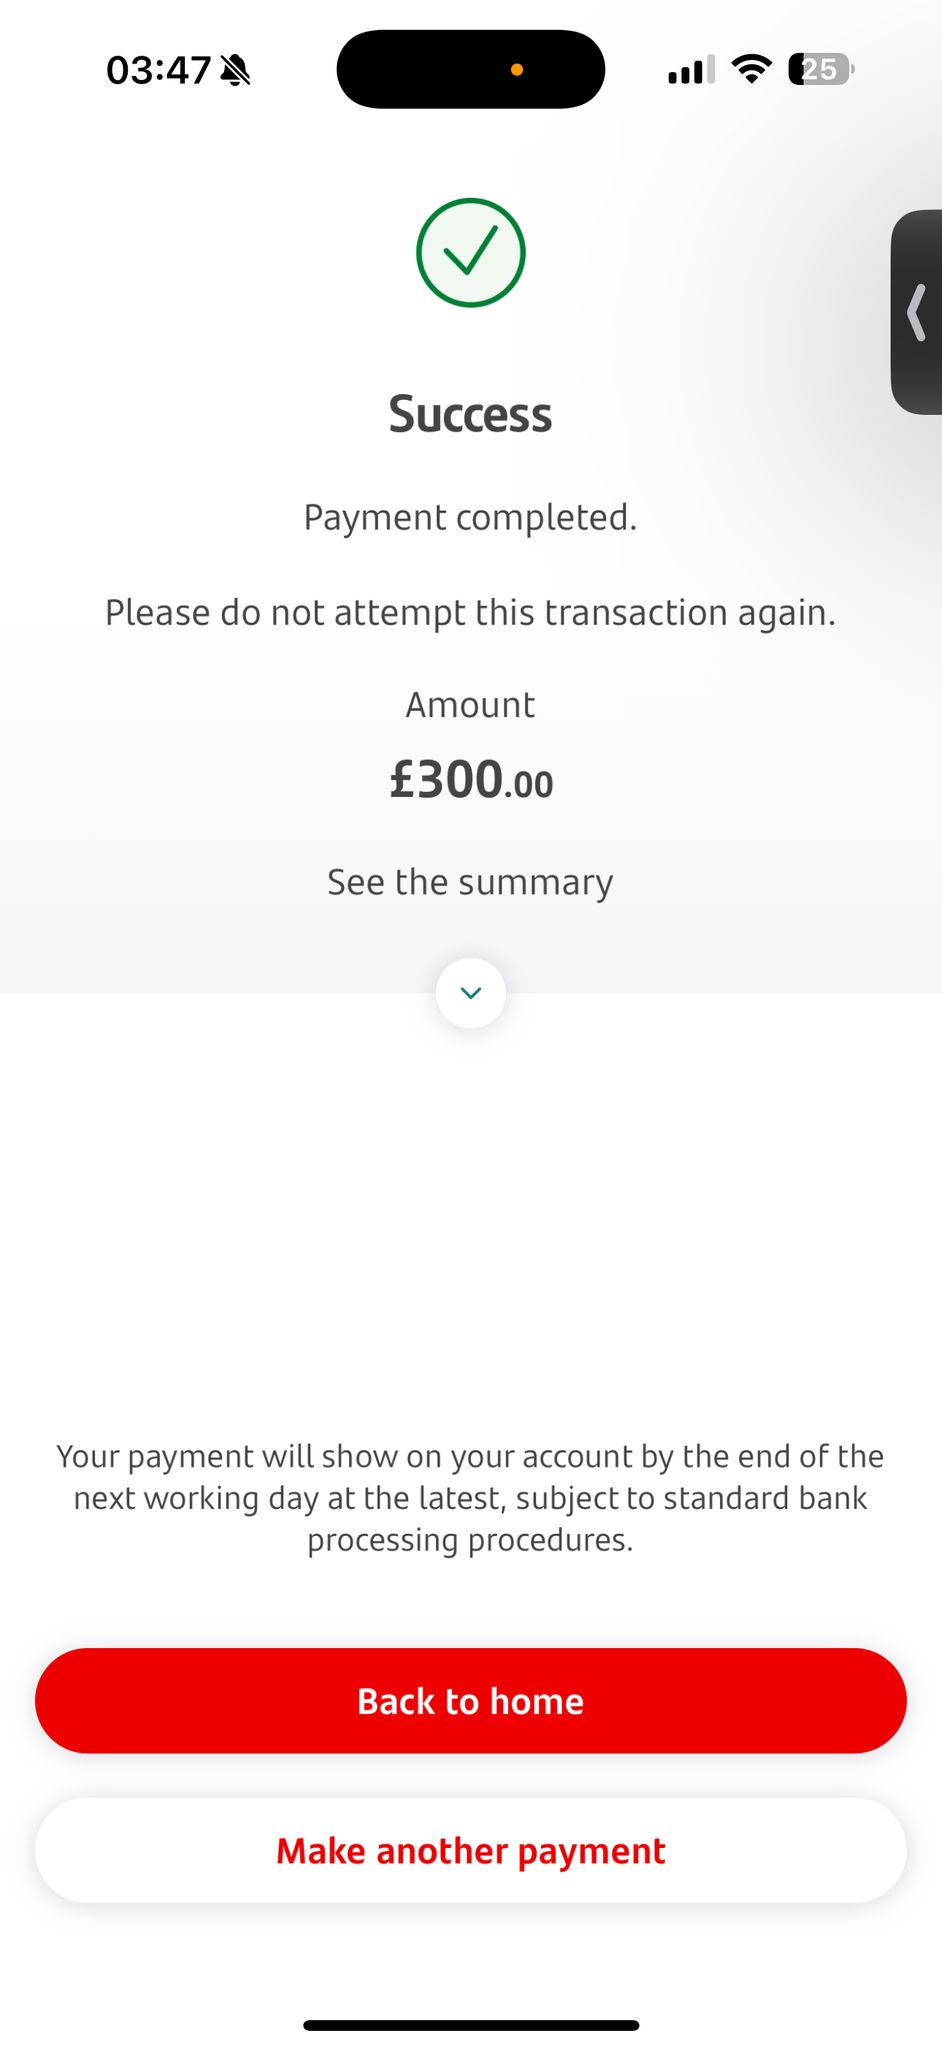 03:47
25
Success
Payment completed.
Please do not attempt this transaction again.
Amount
£300.00
See the summary
Your payment will show on your account by the end of the
next working day at the latest, subject to standard bank
processing procedures.
Back to home
Make another payment